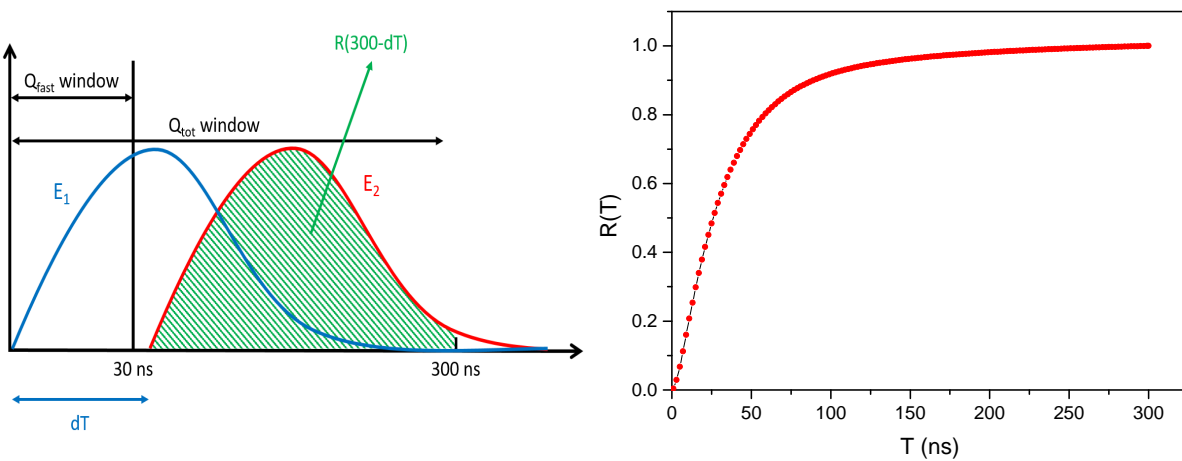 R(300-dT)
Qfast window
Qtot window
E1
E2
30 ns
300 ns
dT
R(T)
1.0
0.8
0.6
0.4
0.2
0.0
0 50 100 150 200 250 300
T (ns)